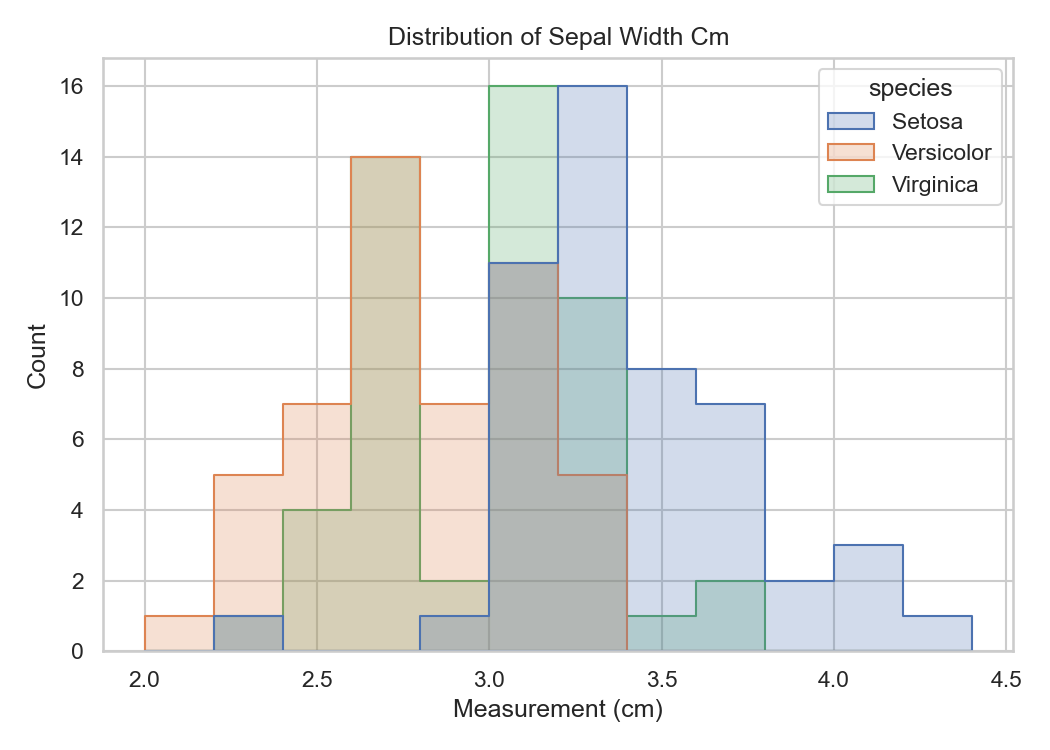 Distribution of Sepal Width Cm
species
Setosa
Versicolor
Virginica
Count
16
14
12
10
8
6
4
2
0
2.0 2.5 3.0 3.5 4.0 4.5
Measurement (cm)